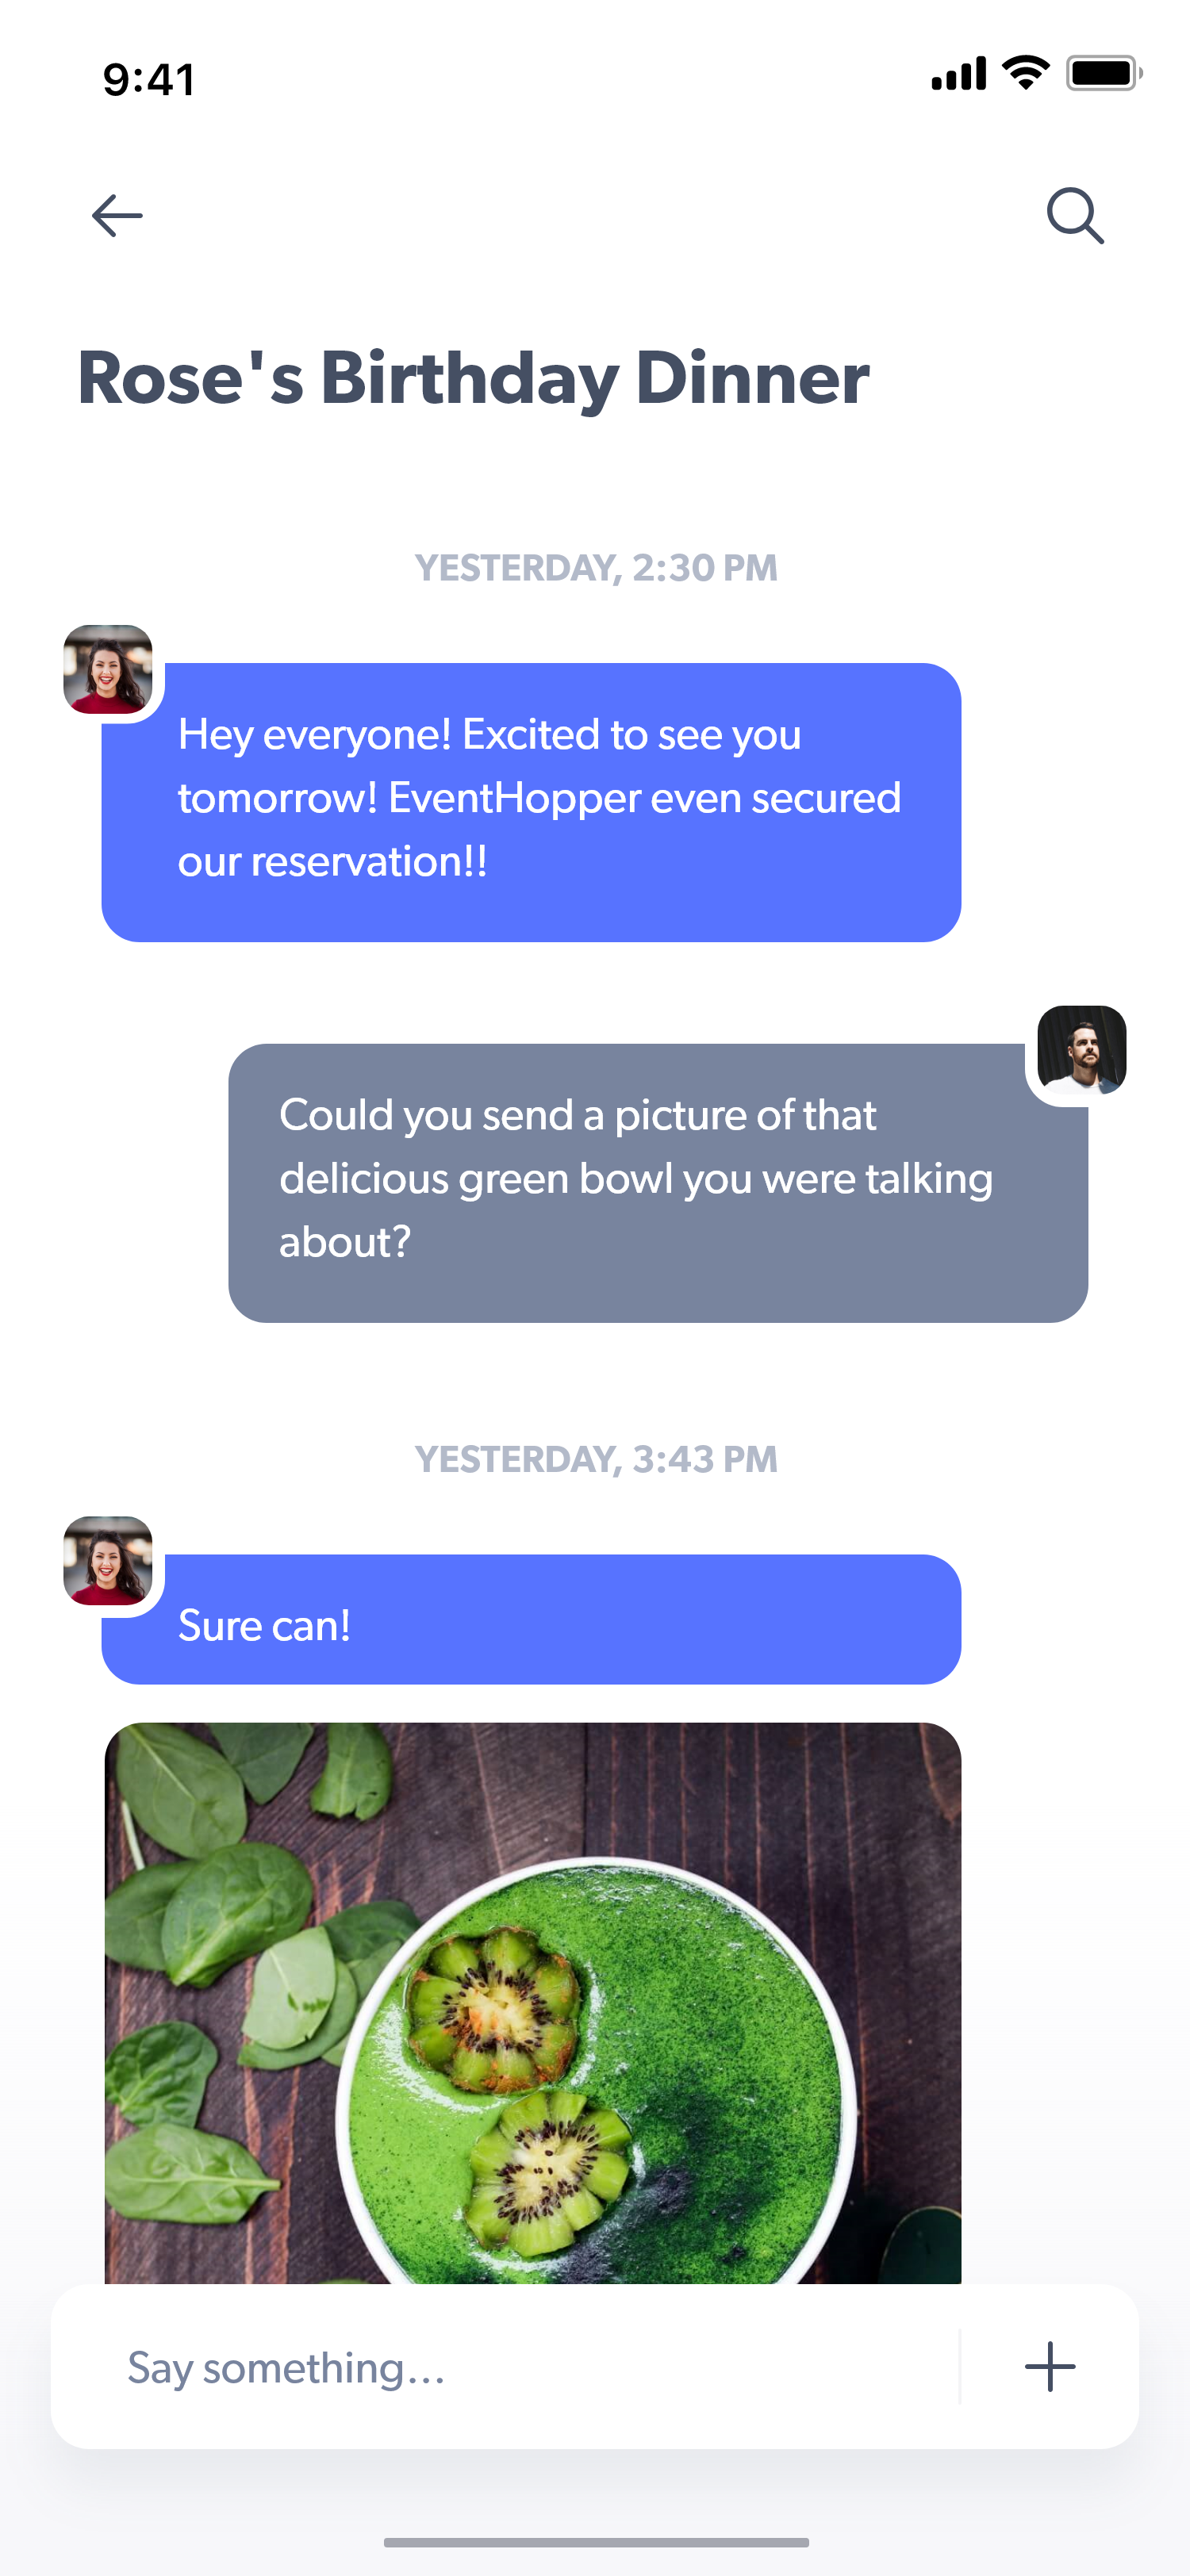 9:41
Rose's Birthday Dinner
YESTERDAY, 2:30 PM
Hey everyone! Excited to see you
tomorrow! EventHopper even secured
our reservation!!
Could you send a picture of that
delicious green bowl you were talking
about?
YESTERDAY, 3:43 PM
Sure can!
Say something...